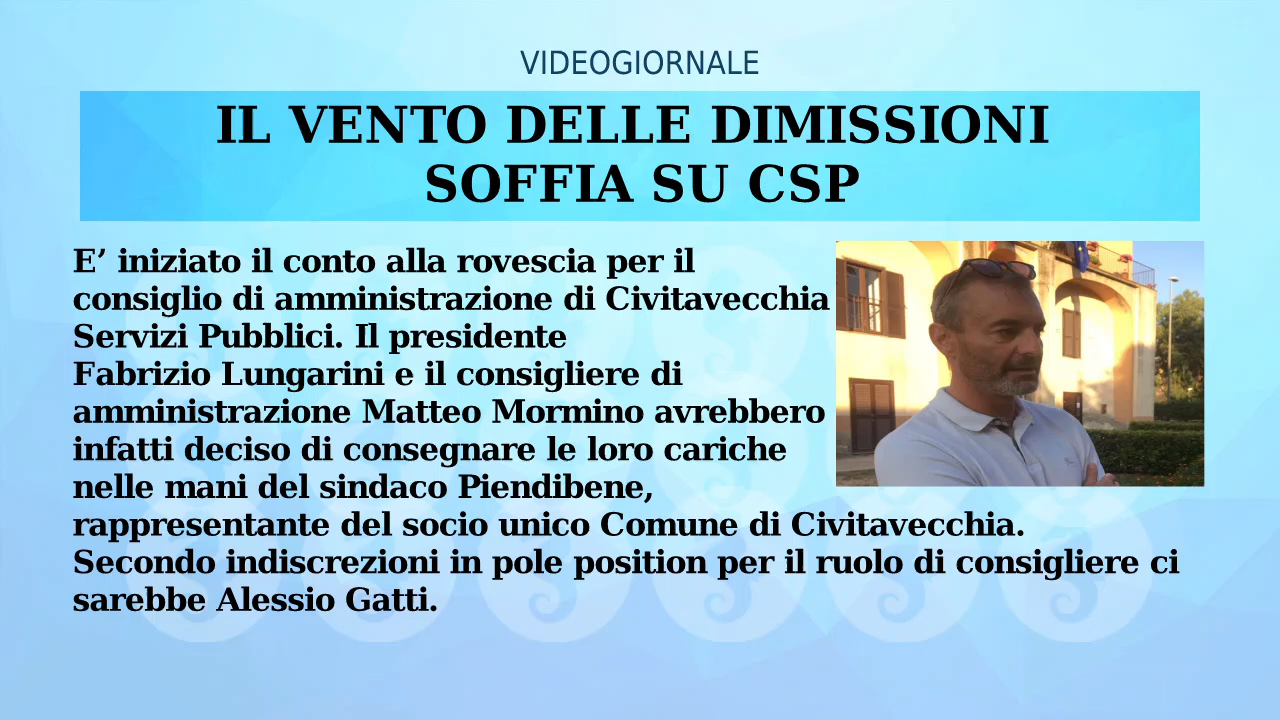 VIDEOGIORNALE
IL VENTO DELLE DIMISSIONI
SOFFIA SU CSP
E’ iniziato il conto alla rovescia per il
consiglio di amministrazione di Civitavecchia
Servizi Pubblici. Il presidente
Fabrizio Lungarini e il consigliere di
amministrazione Matteo Mormino avrebbero
infatti deciso di consegnare le loro cariche
nelle mani del sindaco Piendibene,
rappresentante del socio unico Comune di Civitavecchia.
Secondo indiscrezioni in pole position per il ruolo di consigliere ci
sarebbe Alessio Gatti.